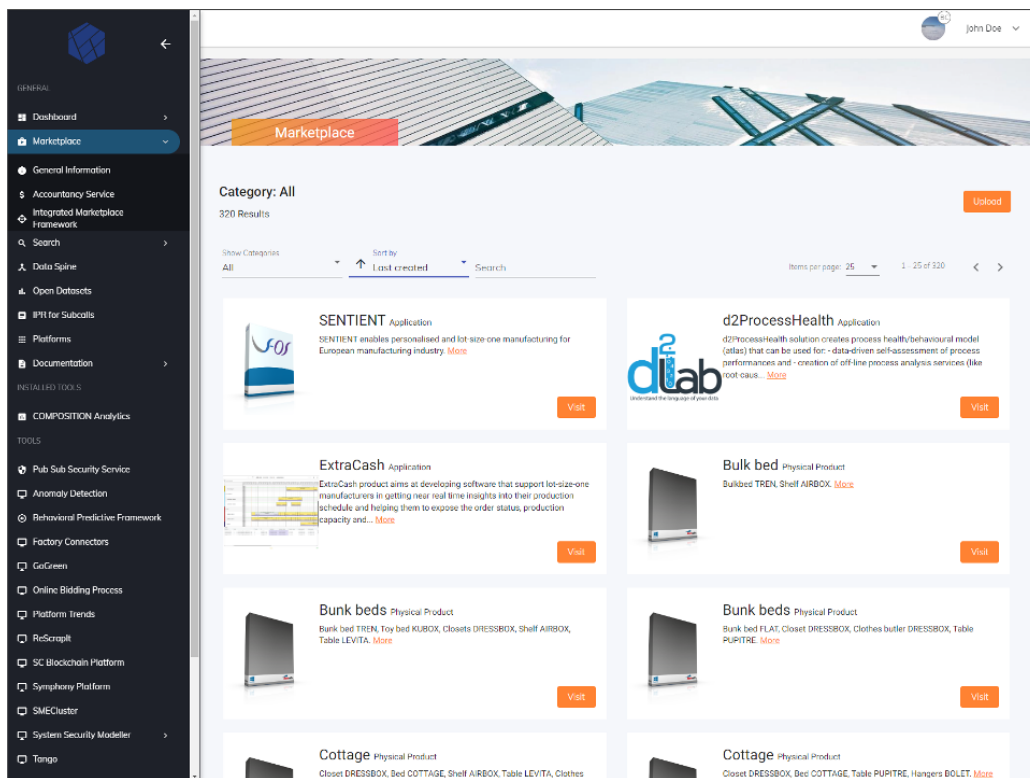 GENERAL
Dashboard
Marketplace
General Information
Accountancy Service
Integrated Marketplace
Framework
Search
Data Spine
Open Datasets
IPR for Subcalls
Platforms
Documentation
INSTALLED TOOLS
COMPOSITION Analytics
TOOLS
Pub Sub Security Service
Anomaly Detection
Behavioral Predictive Framework
Factory Connectors
GoGreen
Online Bidding Process
Platform Trends
ReScrapIt
SC Blockchain Platform
Symphony Platform
SMECluster
System Security Modeller
Tango
John Doe
Marketplace
Category: All
320 Results
Upload
Show Categories
All
Sort by
Last created
Search
Items per page: 25
1 - 25 of 320
SENTIENT Application
SENTIENT enables personalised and lot-size-one manufacturing for
European manufacturing industry. More
Visit
d2ProcessHealth Application
d2ProcessHealth solution creates process health/behavioural model
(atlas) that can be used for: - data-driven self-assessment of process
performances and - creation of off-line process analysis services (like
root-caus... More
d2Lab
Understand the language of your data
Visit
ExtraCash Application
ExtraCash product aims at developing software that support lot-size-one
manufacturers in getting near real time insights into their production
schedule and helping them to expose the order status, production
capacity and... More
Visit
Bulk bed Physical Product
Bulkbed TREN, Shelf AIRBOX. More
Visit
Bunk beds Physical Product
Bunk bed TREN, Toy bed KUBOX, Closets DRESSBOX, Shelf AIRBOX,
Table LEVITA. More
Visit
Bunk beds Physical Product
Bunk bed FLAT, Closet DRESSBOX, Clothes butler DRESSBOX, Table
PUPITRE. More
Visit
Cottage Physical Product
Closet DRESSBOX, Bed COTTAGE, Shelf AIRBOX, Table LEVITA, Clothes
Cottage Physical Product
Closet DRESSBOX, Bed COTTAGE, Table PUPITRE, Hangers BOLET. More